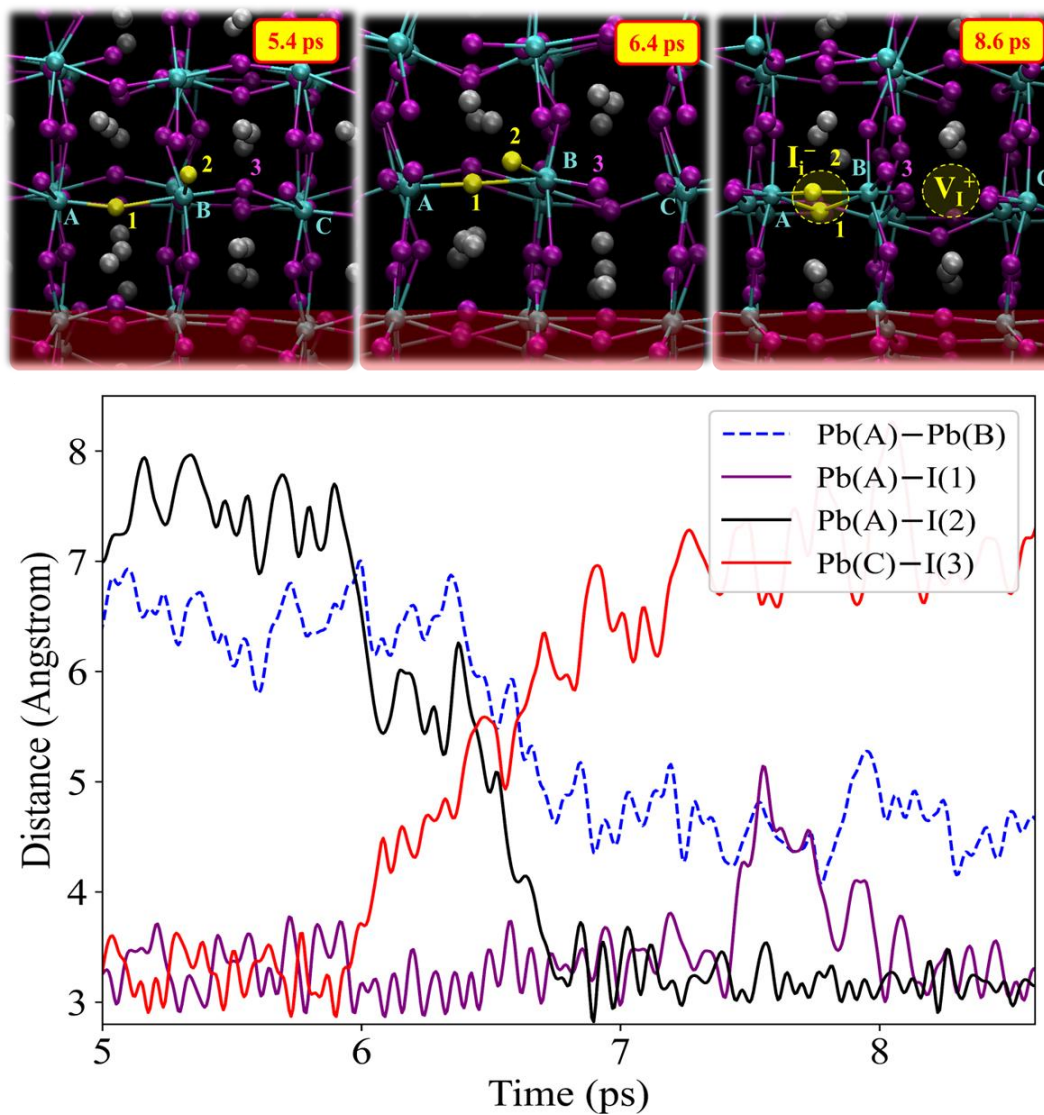 5.4 ps
6.4 ps
8.6 ps
2
3
A
1
B
C
2
B
3
A
1
C
I_i^- 2
B
3
V_I^+
C
A
1
Pb(A)−Pb(B)
Pb(A)−I(1)
Pb(A)−I(2)
Pb(C)−I(3)
Distance (Angstrom)
8
7
6
5
4
3
5
6
7
8
Time (ps)